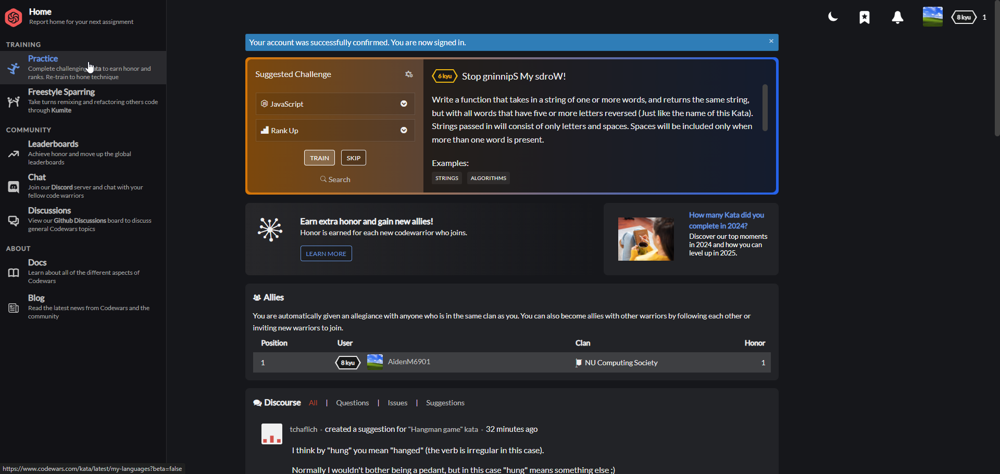 Home
Report home for your next assignment
TRAINING
Practice
Complete challenging kata to earn honor and
ranks. Re-train to hone technique
Freestyle Sparring
Take turns remixing and refactoring others code
through Kumite
COMMUNITY
Leaderboards
Achieve honor and move up the global
leaderboards
Chat
Join our Discord server and chat with your
fellow code warriors
Discussions
View our Github Discussions board to discuss
general Codewars topics
ABOUT
Docs
Learn about all of the different aspects of
Codewars
Blog
Read the latest news from Codewars and the
community
8 kyu 1
Your account was successfully confirmed. You are now signed in. ×
Suggested Challenge
JavaScript
Rank Up
TRAIN SKIP
Search
6 kyu Stop gninnipS My sdroW!
Write a function that takes in a string of one or more words, and returns the same string,
but with all words that have five or more letters reversed (Just like the name of this Kata).
Strings passed in will consist of only letters and spaces. Spaces will be included only when
more than one word is present.
Examples:
STRINGS ALGORITHMS
Earn extra honor and gain new allies!
Honor is earned for each new codewarrior who joins.
LEARN MORE
How many Kata did you
complete in 2024?
Discover our top moments
in 2024 and how you can
level up in 2025.
Allies
You are automatically given an allegiance with anyone who is in the same clan as you. You can also become allies with other warriors by following each other or
inviting new warriors to join.
Position User Clan Honor
1 8 kyu AidenM6901 NU Computing Society 1
Discourse All | Questions | Issues | Suggestions
tchaflich • created a suggestion for "Hangman game" kata • 32 minutes ago
I think by "hung" you mean "hanged" (the verb is irregular in this case).
Normally I wouldn't bother being a pedant, but in this case "hung" means something else ;)
https://www.codewars.com/kata/latest/my-languages?beta=false